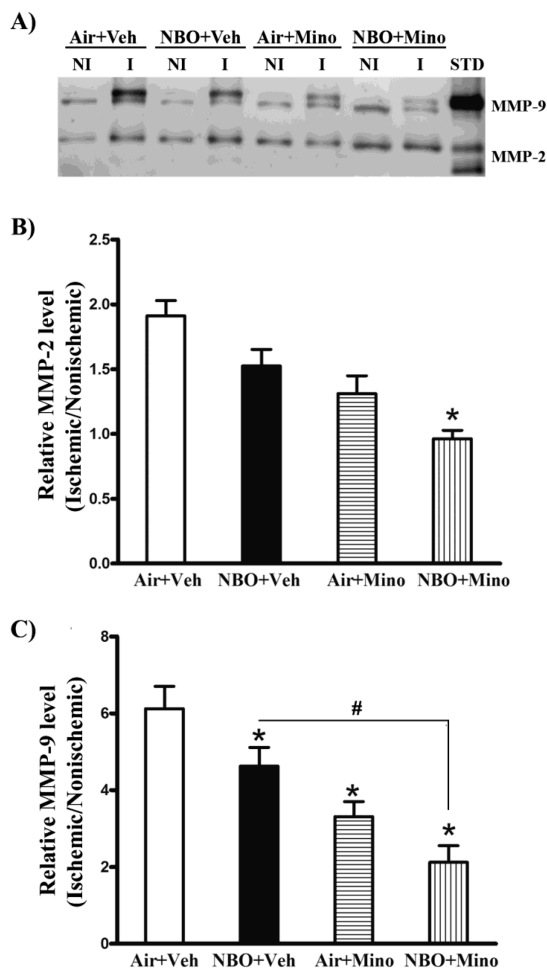 A)
Air+Veh NBO+Veh Air+Mino NBO+Mino
NI I NI I NI I NI I STD
MMP-9
MMP-2
B)
Relative MMP-2 level
(Ischemic/Nonischemic)
2.5
2.0
1.5
1.0
0.5
0.0
*
Air+Veh NBO+Veh Air+Mino NBO+Mino
C)
Relative MMP-9 level
(Ischemic/Nonischemic)
8
6
4
2
0
#
* * *
Air+Veh NBO+Veh Air+Mino NBO+Mino